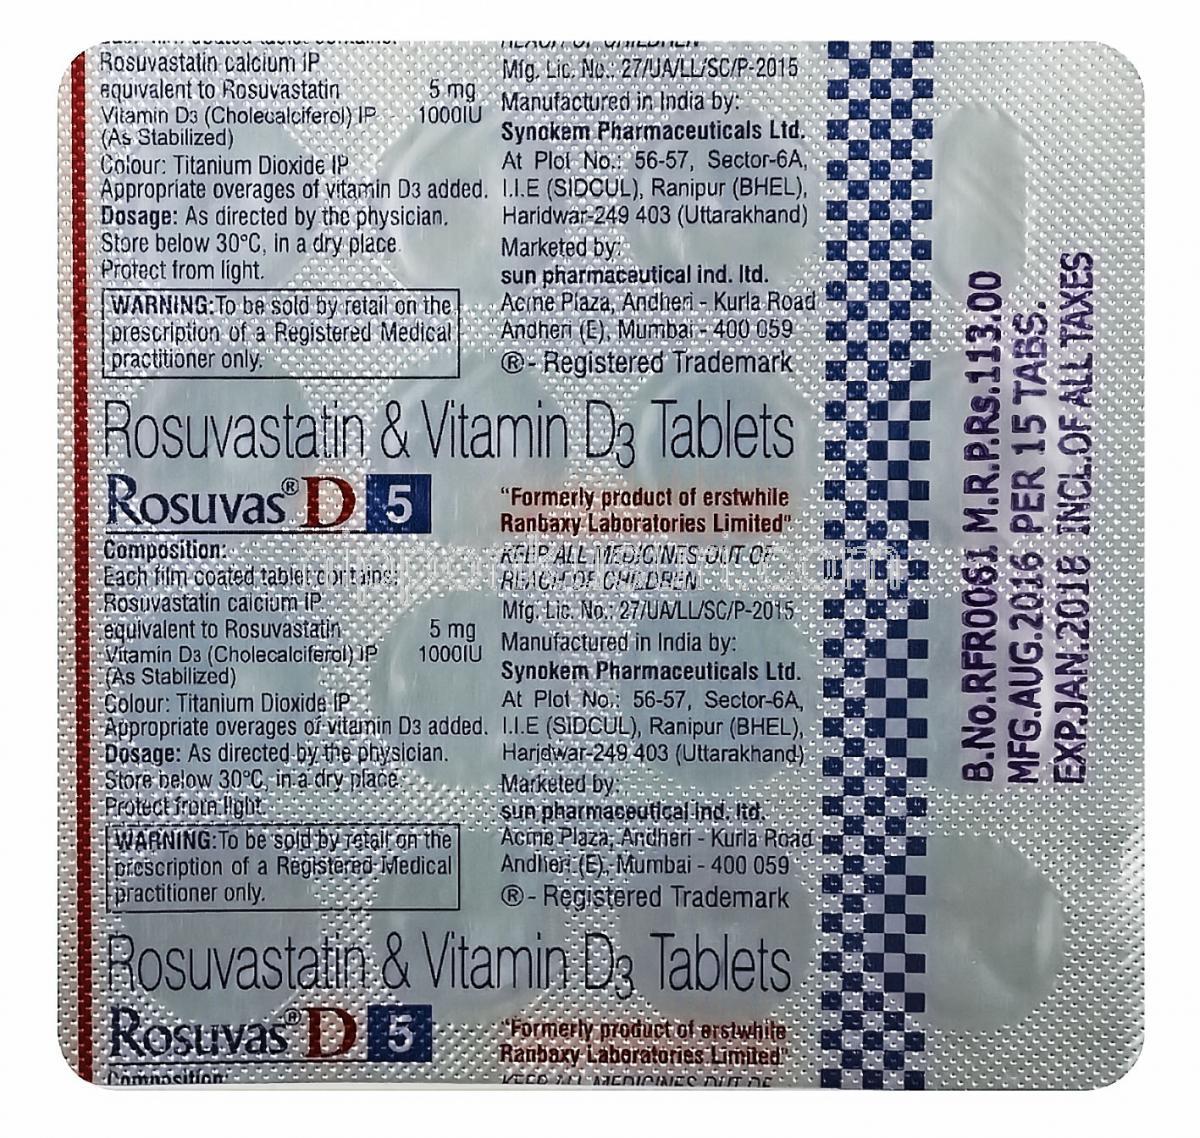 Rosuvastatin calcium IP
equivalent to Rosuvastatin 5 mg
Vitamin D3 (Cholecalciferol) IP 1000IU
(As Stabilized)
Colour: Titanium Dioxide IP
Appropriate overages of vitamin D3 added.
Dosage: As directed by the physician.
Store below 30°C, in a dry place.
Protect from light.
WARNING: To be sold by retail on the
prescription of a Registered Medical
practitioner only.
REACH OF CHILDREN
Mfg. Lic. No.: 27/UA/LL/SC/P-2015
Manufactured in India by:
Synokem Pharmaceuticals Ltd.
At Plot No.: 56-57, Sector-6A,
I.I.E (SIDCUL), Ranipur (BHEL),
Haridwar-249 403 (Uttarakhand)
Marketed by:
sun pharmaceutical ind. ltd.
Acme Plaza, Andheri - Kurla Road
Andheri (E), Mumbai - 400 059
®- Registered Trademark
Rosuvastatin & Vitamin D3 Tablets
Rosuvas® D 5
"Formerly product of erstwhile
Ranbaxy Laboratories Limited"
Composition:
Each film coated tablet contains:
Rosuvastatin calcium IP
equivalent to Rosuvastatin 5 mg
Vitamin D3 (Cholecalciferol) IP 1000IU
(As Stabilized)
Colour: Titanium Dioxide IP
Appropriate overages of vitamin D3 added.
Dosage: As directed by the physician.
Store below 30°C, in a dry place
Protect from light
WARNING: To be sold by retail on the
prescription of a Registered Medical
practitioner only.
KEEP ALL MEDICINES OUT OF
REACH OF CHILDREN
Mfg. Lic. No.: 27/UA/LL/SC/P-2015
Manufactured in India by:
Synokem Pharmaceuticals Ltd.
At Plot No.: 56-57, Sector-6A,
I.I.E (SIDCUL), Ranipur (BHEL),
Haridwar-249 403 (Uttarakhand)
Marketed by:
sun pharmaceutical ind. ltd.
Acme Plaza, Andheri - Kurla Road
Andheri (E), Mumbai - 400 059
®- Registered Trademark
Rosuvastatin & Vitamin D3 Tablets
Rosuvas® D 5
"Formerly product of erstwhile
Ranbaxy Laboratories Limited"
Composition:
KEEP ALL MEDICINES OUT OF
B.No.RFR0061 M.R.P.Rs.113.00
MFG.AUG.2016 PER 15 TABS.
EXP.JAN.2018 INCL.OF ALL TAXES